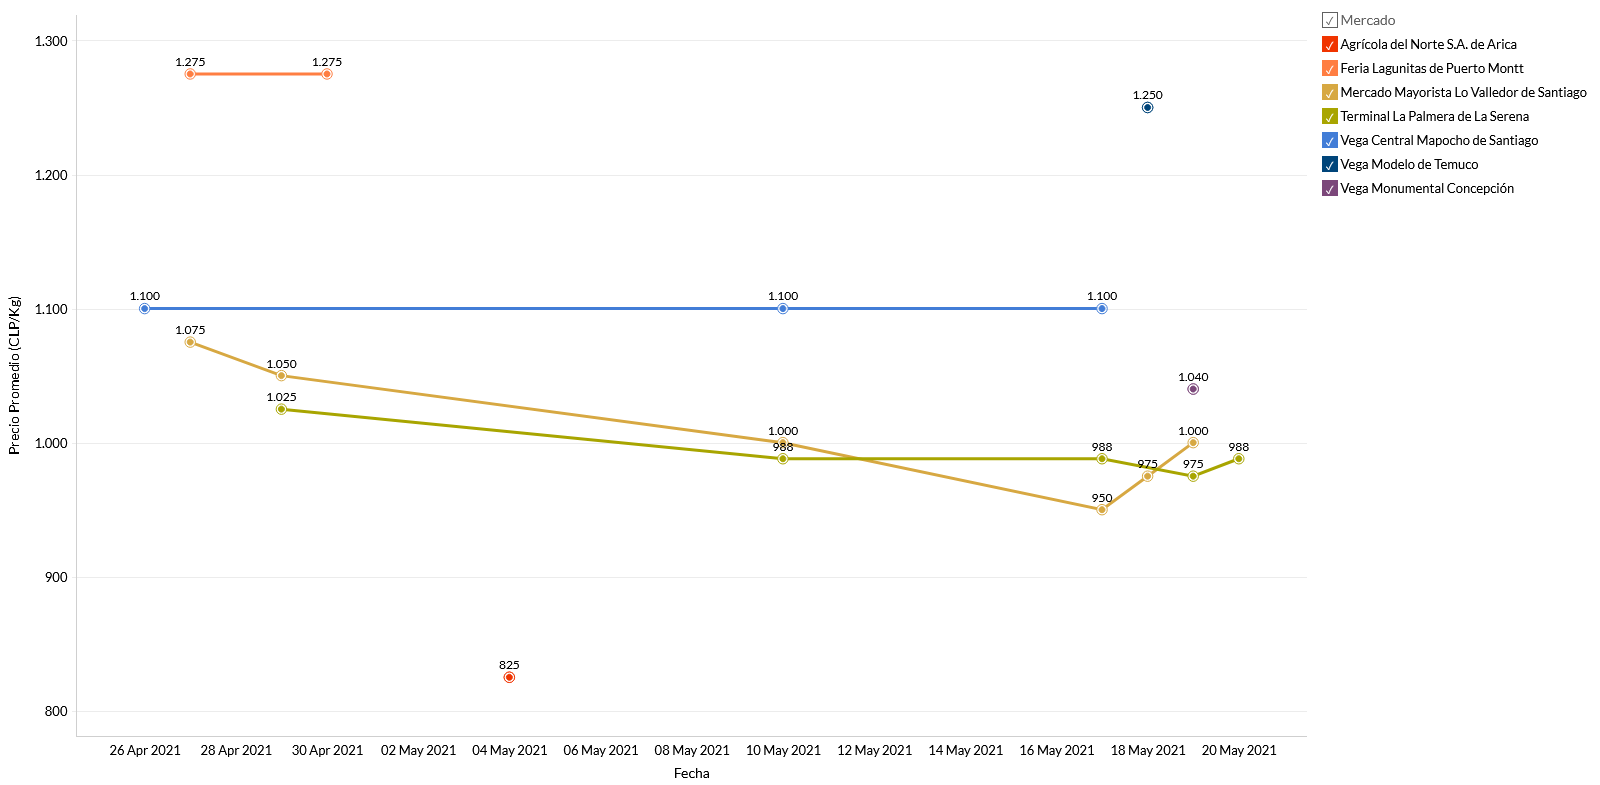 Mercado
Agrícola del Norte S.A. de Arica
Feria Lagunitas de Puerto Montt
Mercado Mayorista Lo Valledor de Santiago
Terminal La Palmera de La Serena
Vega Central Mapocho de Santiago
Vega Modelo de Temuco
Vega Monumental Concepción
Precio Promedio (CLP/Kg)
1.300
1.200
1.100
1.000
900
800
1.275
1.275
1.250
1.100
1.100
1.100
1.075
1.050
1.025
1.040
1.000
988
988
950
975
1.000
975
988
825
26 Apr 2021
28 Apr 2021
30 Apr 2021
02 May 2021
04 May 2021
06 May 2021
08 May 2021
10 May 2021
12 May 2021
14 May 2021
16 May 2021
18 May 2021
20 May 2021
Fecha